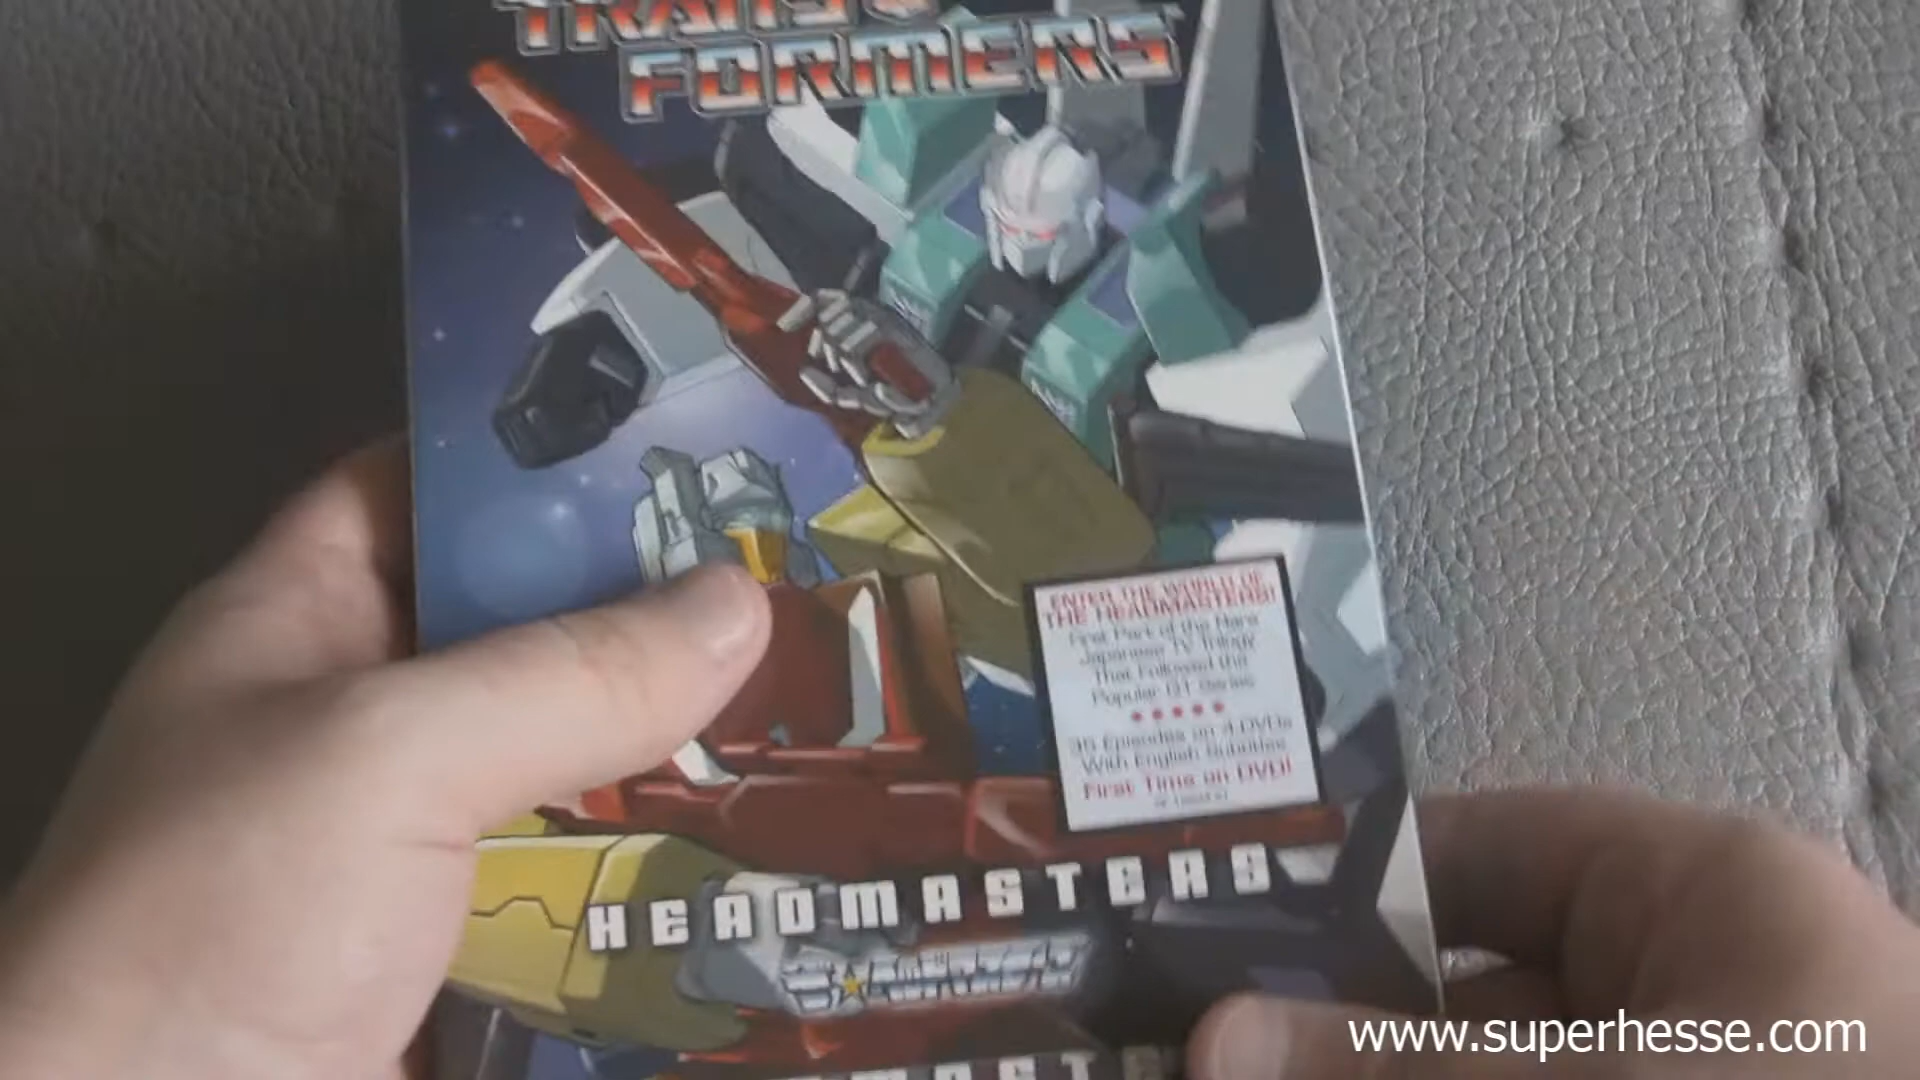 TRANS
FORMERS
ENTER THE WORLD OF
THE HEADMASTERS!
First Part of the Rare
Japanese TV Trilogy
That Followed the
Popular G1 Series
35 Episodes on 4 DVDs
With English Subtitles
First Time on DVD!
HEADMASTERS
www.superhesse.com